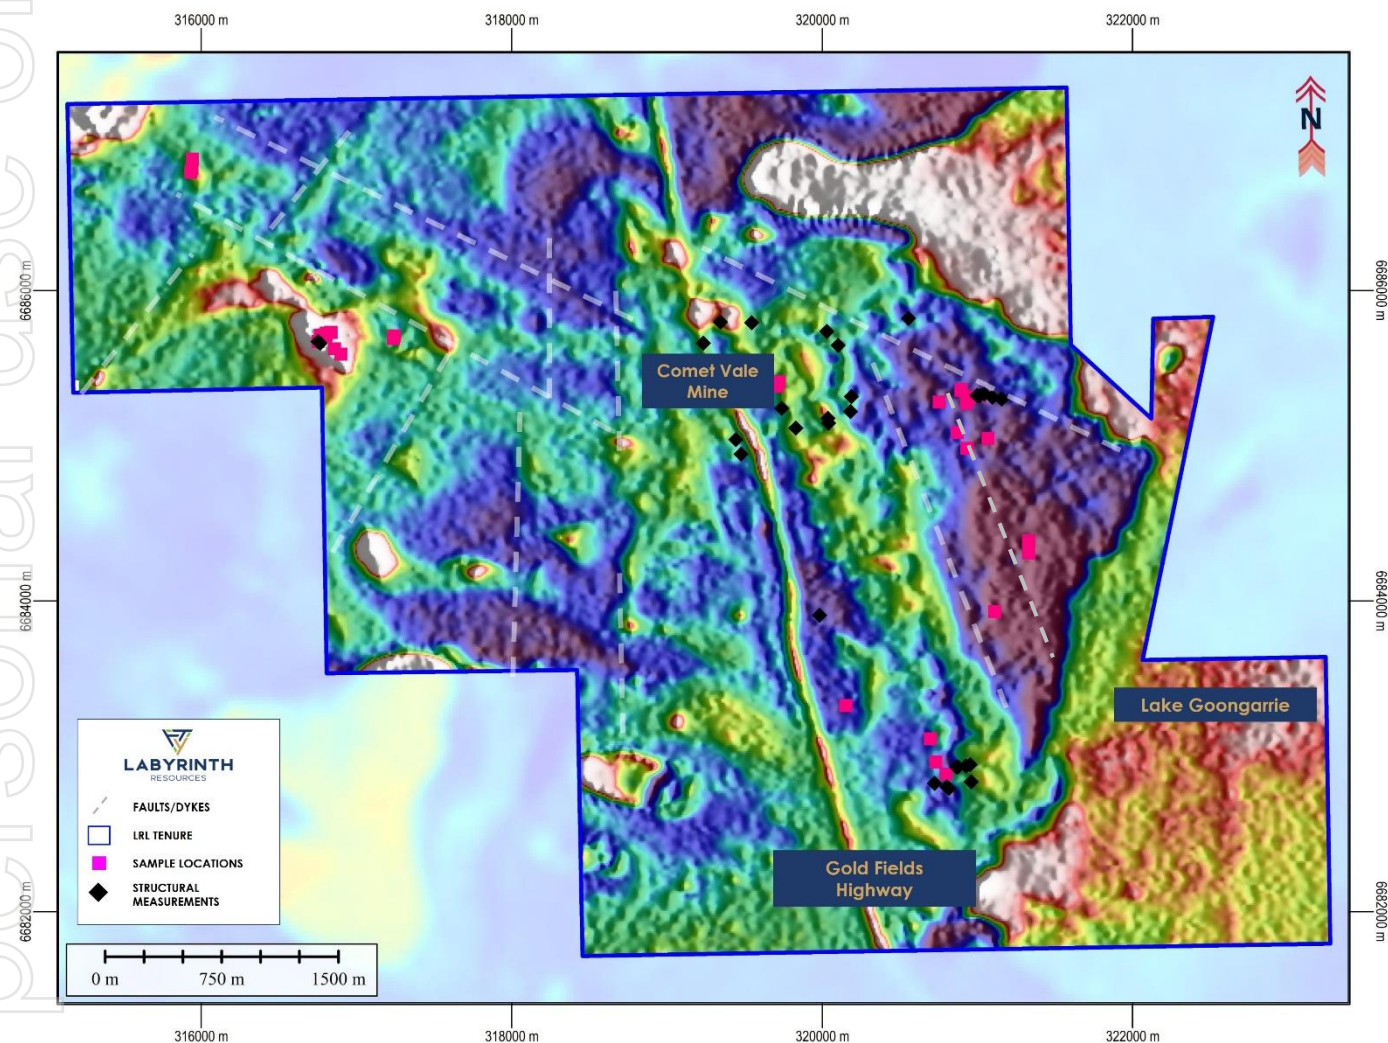 316000 m
318000 m
320000 m
322000 m
N
6686000 m
6686000 m
Comet Vale
Mine
6684000 m
6684000 m
Lake Goongarrie
LABYRINTH
RESOURCES
FAULTS/DYKES
LRL TENURE
SAMPLE LOCATIONS
STRUCTURAL
MEASUREMENTS
Gold Fields
Highway
6682000 m
6682000 m
0 m
750 m
1500 m
316000 m
318000 m
320000 m
322000 m